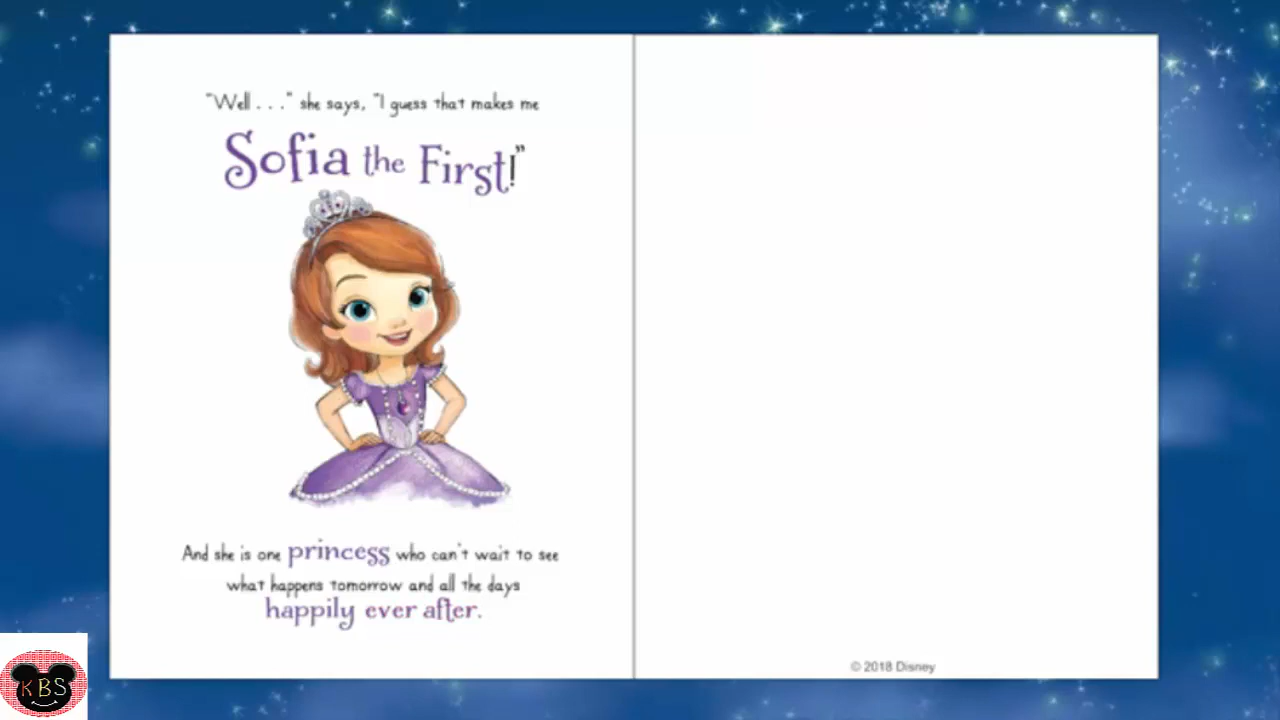 "Well . . ." she says, "I guess that makes me
Sofia the First!"
And she is one princess who can't wait to see
what happens tomorrow and all the days
happily ever after.
© 2018 Disney
KBS